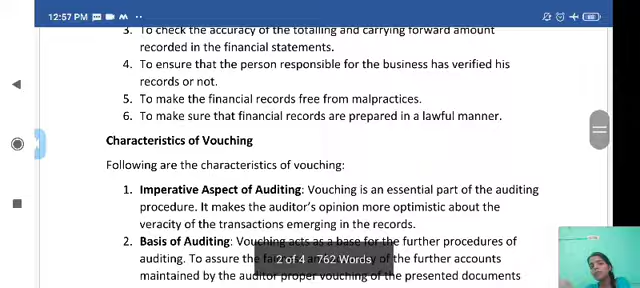 12:57 PM
3. To check the accuracy of the totalling and carrying forward amount
recorded in the financial statements.
4. To ensure that the person responsible for the business has verified his
records or not.
5. To make the financial records free from malpractices.
6. To make sure that financial records are prepared in a lawful manner.
Characteristics of Vouching
Following are the characteristics of vouching:
1. Imperative Aspect of Auditing: Vouching is an essential part of the auditing
procedure. It makes the auditor's opinion more optimistic about the
veracity of the transactions emerging in the records.
2. Basis of Auditing: Vouching acts as a base for the further procedures of
auditing. To assure the of the further accounts
2 of 4 762 Words
maintained by the auditor proper vouching of the presented documents